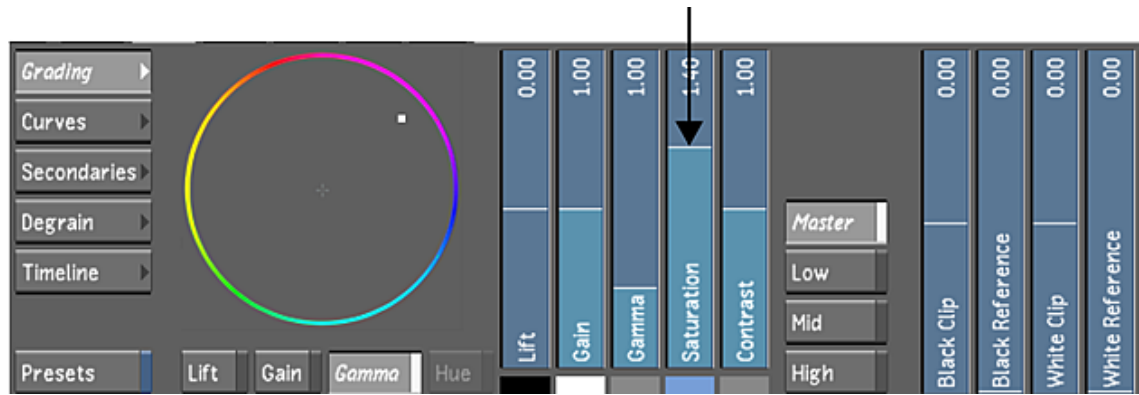 Grading
Curves
Secondaries
Degrain
Timeline
Presets
Lift
Gain
Gamma
Hue
Lift 0.00
Gain 1.00
Gamma 1.00
Saturation 1.40
Contrast 1.00
Master
Low
Mid
High
Black Clip 0.00
Black Reference 0.00
White Clip 0.00
White Reference 0.00